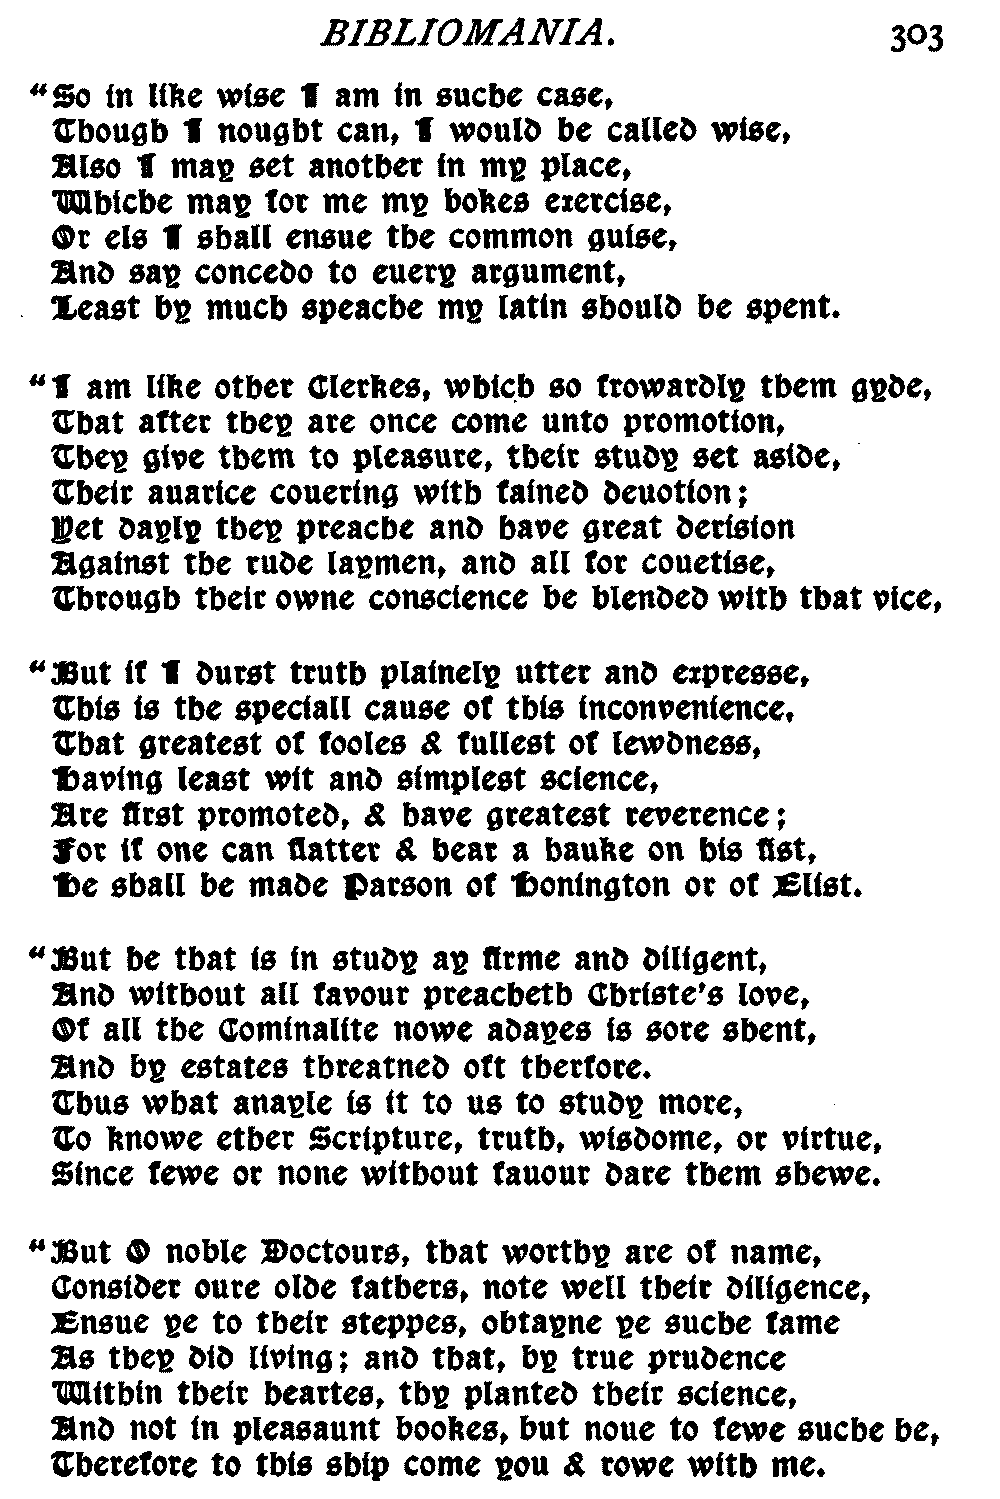 BIBLIOMANIA. 303
"So in like wise I am in suche case,
Though I nought can, I would be called wise,
Also I may set another in my place,
Whiche may for me my bokes exercise,
Or els I shall ensue the common guise,
And say concedo to euery argument,
Least by much speache my latin should be spent.
"I am like other Clerkes, which so frowardly them gyde,
That after they are once come unto promotion,
They give them to pleasure, their study set aside,
Their auarice couering with fained deuotion;
Yet dayly they preache and have great derision
Against the rude laymen, and all for couetise,
Through their owne conscience be blended with that vice,
"But if I durst truth plainely utter and expresse,
This is the speciall cause of this inconvenience,
That greatest of fooles & fullest of lewdness,
Having least wit and simplest science,
Are first promoted, & have greatest reverence;
For if one can flatter & bear a hauke on his fist,
He shall be made Parson of Honington or of Elist.
"But he that is in study ay firme and diligent,
And without all favour preacheth Christe's love,
Of all the Cominalite nowe adayes is sore shent,
And by estates threatned oft therfore.
Thus what anayle is it to us to study more,
To knowe ether Scripture, truth, wisdome, or virtue,
Since fewe or none without fauour dare them shewe.
"But O noble Doctours, that worthy are of name,
Consider oure olde fathers, note well their diligence,
Ensue ye to their steppes, obtayne ye suche fame
As they did living; and that, by true prudence
Within their heartes, thy planted their science,
And not in pleasaunt bookes, but noue to fewe suche be,
Therefore to this ship come you & rowe with me.